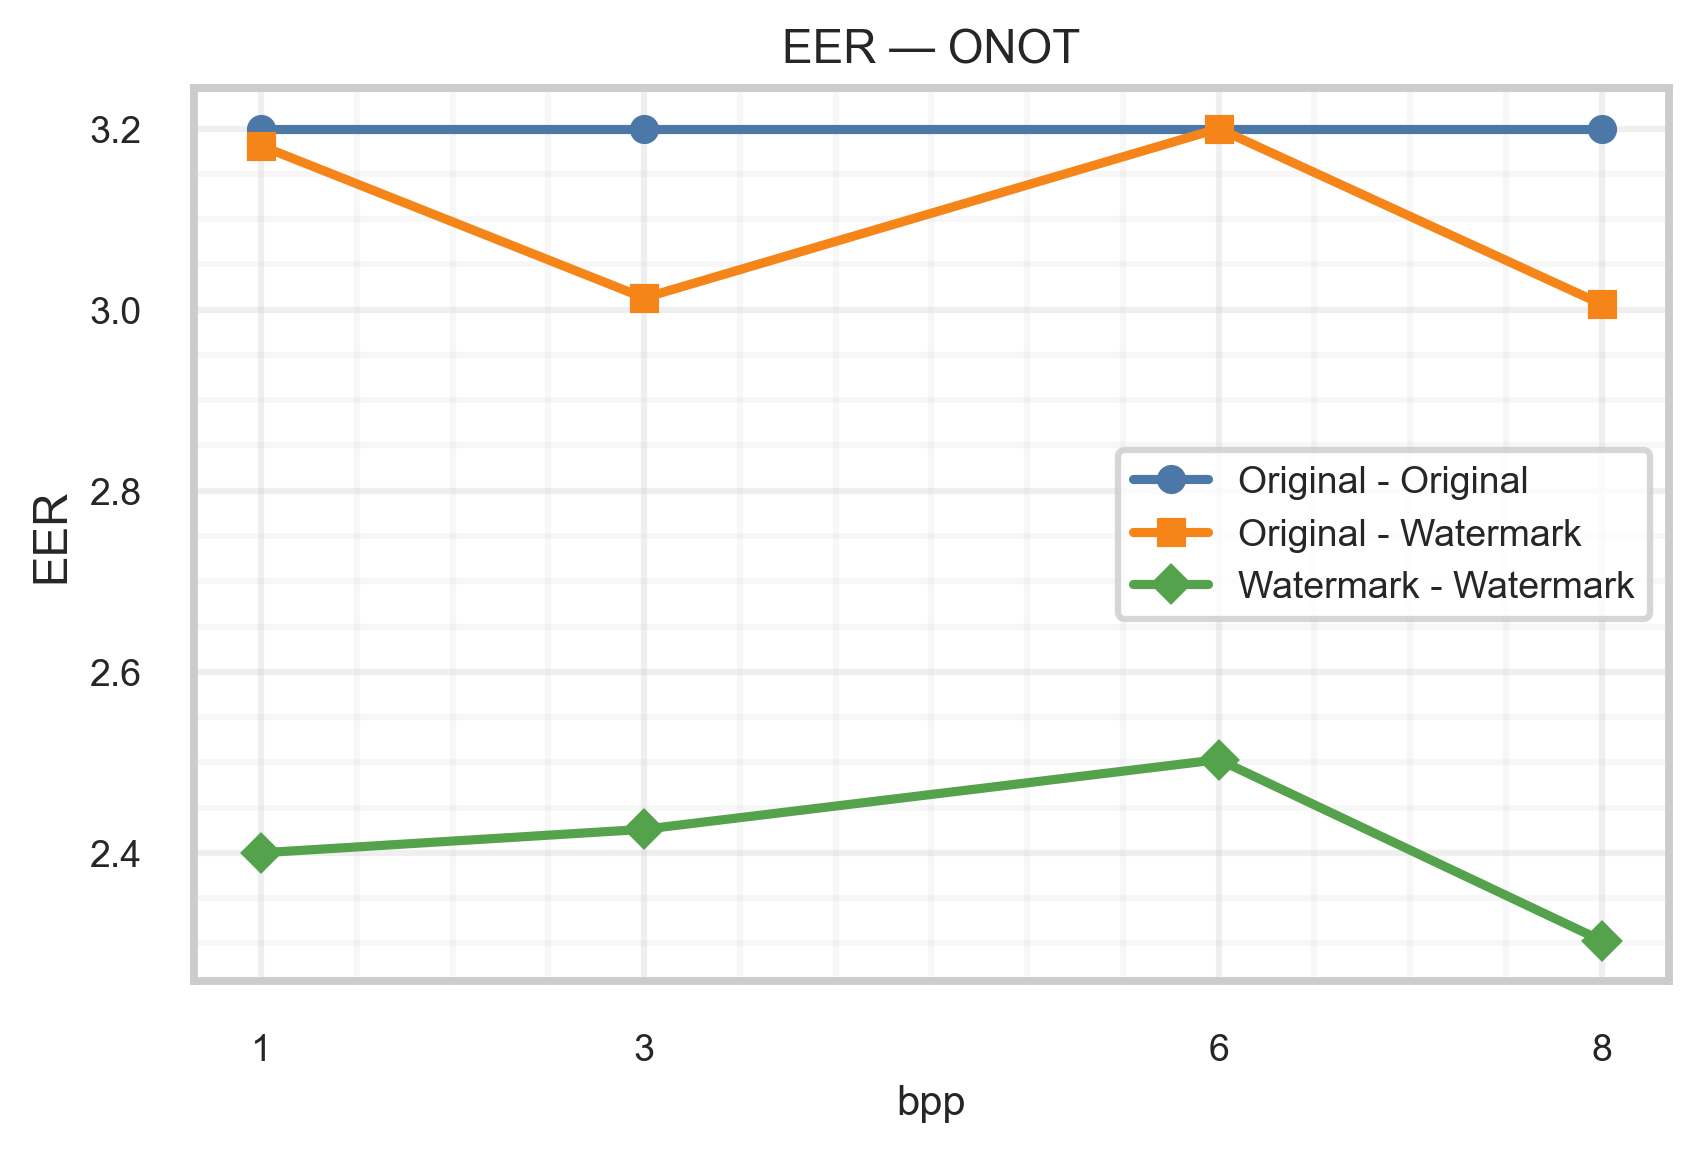 EER — ONOT
EER
3.2
3.0
2.8
2.6
2.4
Original - Original
Original - Watermark
Watermark - Watermark
1 3 6 8
bpp